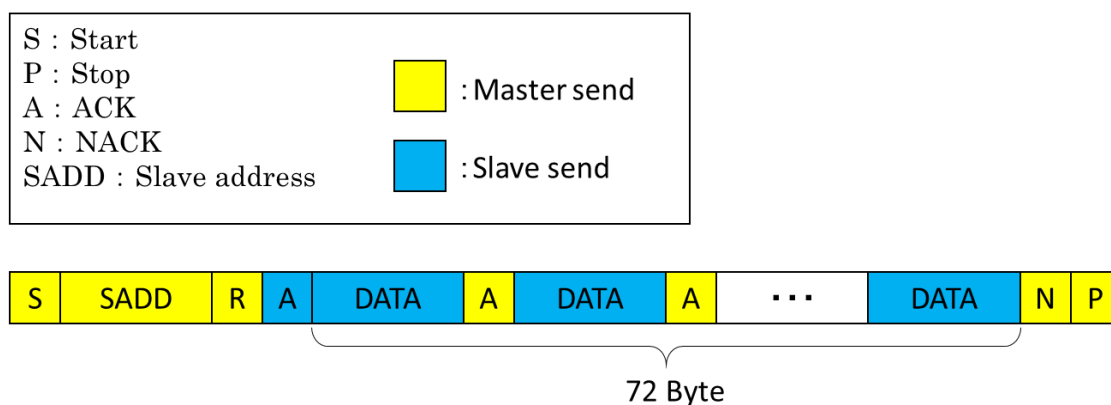 S : Start
P : Stop
A : ACK
N : NACK
SADD : Slave address
: Master send
: Slave send
S SADD R A DATA A DATA A ··· DATA N P
72 Byte